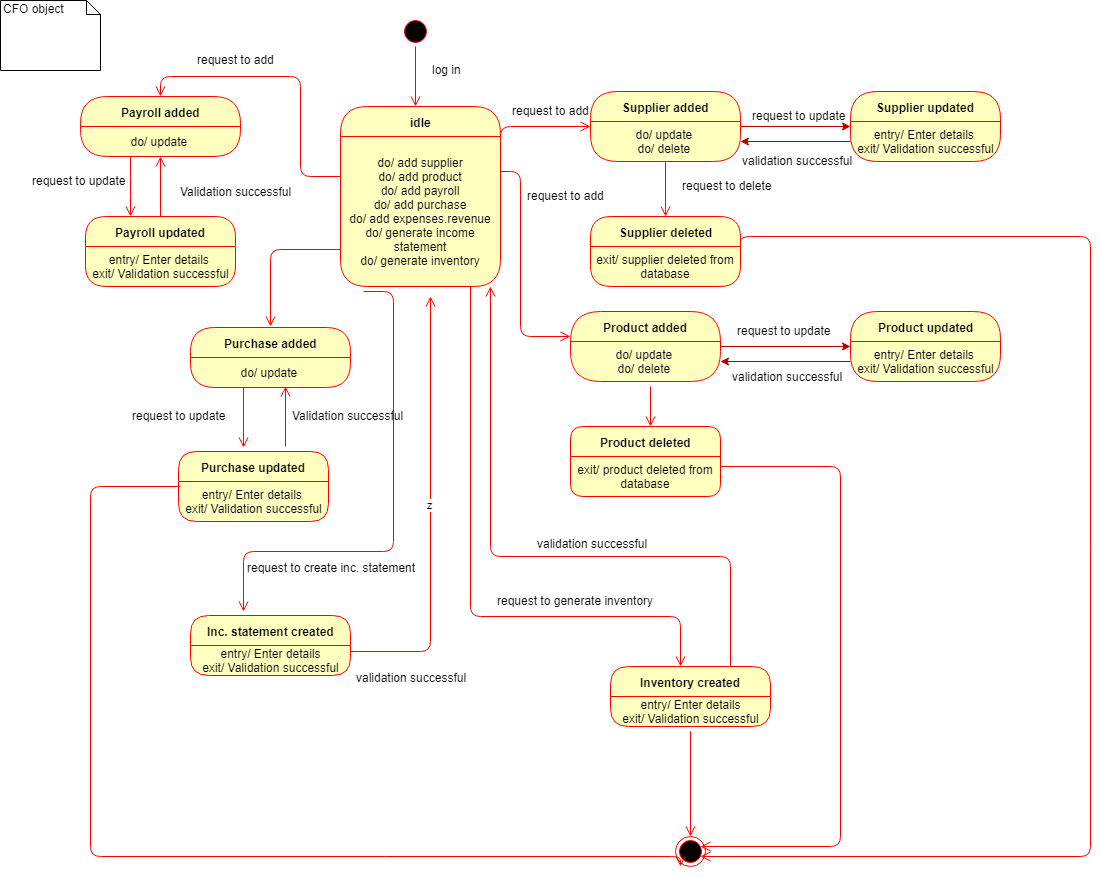 CFO object
log in
request to add
Payroll added
do/ update
request to update
Validation successful
Payroll updated
entry/ Enter details
exit/ Validation successful
idle
do/ add supplier
do/ add product
do/ add payroll
do/ add purchase
do/ add expenses.revenue
do/ generate income
statement
do/ generate inventory
request to add
Supplier added
do/ update
do/ delete
request to update
validation successful
Supplier updated
entry/ Enter details
exit/ Validation successful
request to delete
Supplier deleted
exit/ supplier deleted from
database
request to add
Product added
do/ update
do/ delete
request to update
validation successful
Product updated
entry/ Enter details
exit/ Validation successful
Product deleted
exit/ product deleted from
database
Purchase added
do/ update
request to update
Validation successful
Purchase updated
entry/ Enter details
exit/ Validation successful
z
request to create inc. statement
Inc. statement created
entry/ Enter details
exit/ Validation successful
validation successful
validation successful
request to generate inventory
Inventory created
entry/ Enter details
exit/ Validation successful